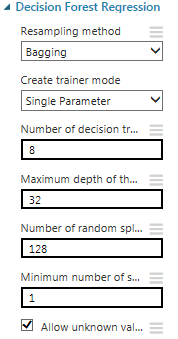 Decision Forest Regression
Resampling method
Bagging
Create trainer mode
Single Parameter
Number of decision tr...
8
Maximum depth of th...
32
Number of random spl...
128
Minimum number of s...
1
Allow unknown val...